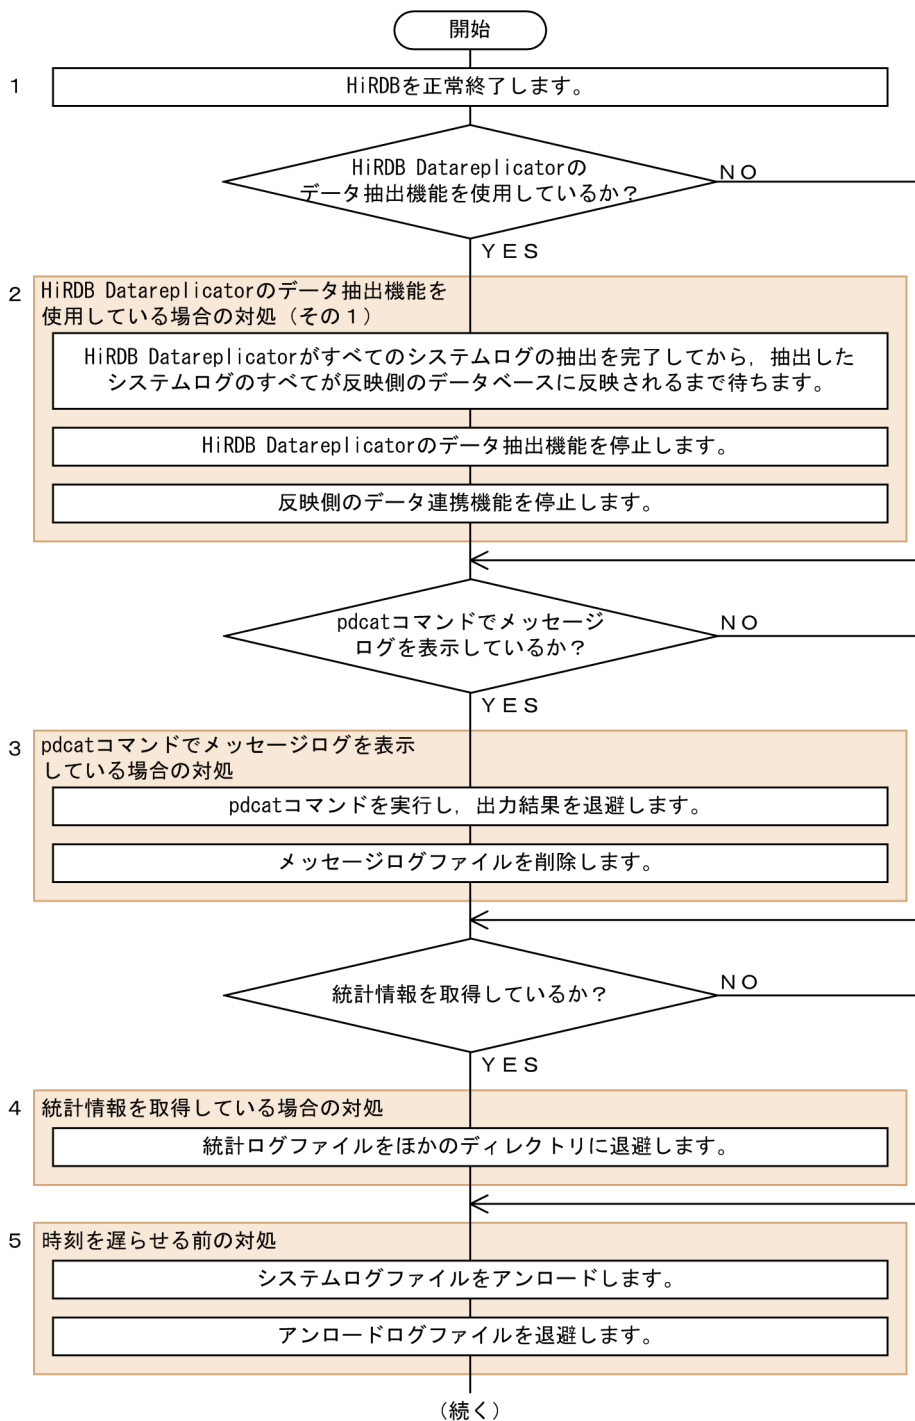 開始
1
HiRDBを正常終了します。
HiRDB Datareplicatorの
データ抽出機能を使用しているか？
ＮＯ
ＹＥＳ
2
HiRDB Datareplicatorのデータ抽出機能を
使用している場合の対処（その１）
HiRDB Datareplicatorがすべてのシステムログの抽出を完了してから，抽出した
システムログのすべてが反映側のデータベースに反映されるまで待ちます。
HiRDB Datareplicatorのデータ抽出機能を停止します。
反映側のデータ連携機能を停止します。
pdcatコマンドでメッセージ
ログを表示しているか？
ＮＯ
ＹＥＳ
3
pdcatコマンドでメッセージログを表示
している場合の対処
pdcatコマンドを実行し，出力結果を退避します。
メッセージログファイルを削除します。
統計情報を取得しているか？
ＮＯ
ＹＥＳ
4
統計情報を取得している場合の対処
統計ログファイルをほかのディレクトリに退避します。
5
時刻を遅らせる前の対処
システムログファイルをアンロードします。
アンロードログファイルを退避します。
（続く）